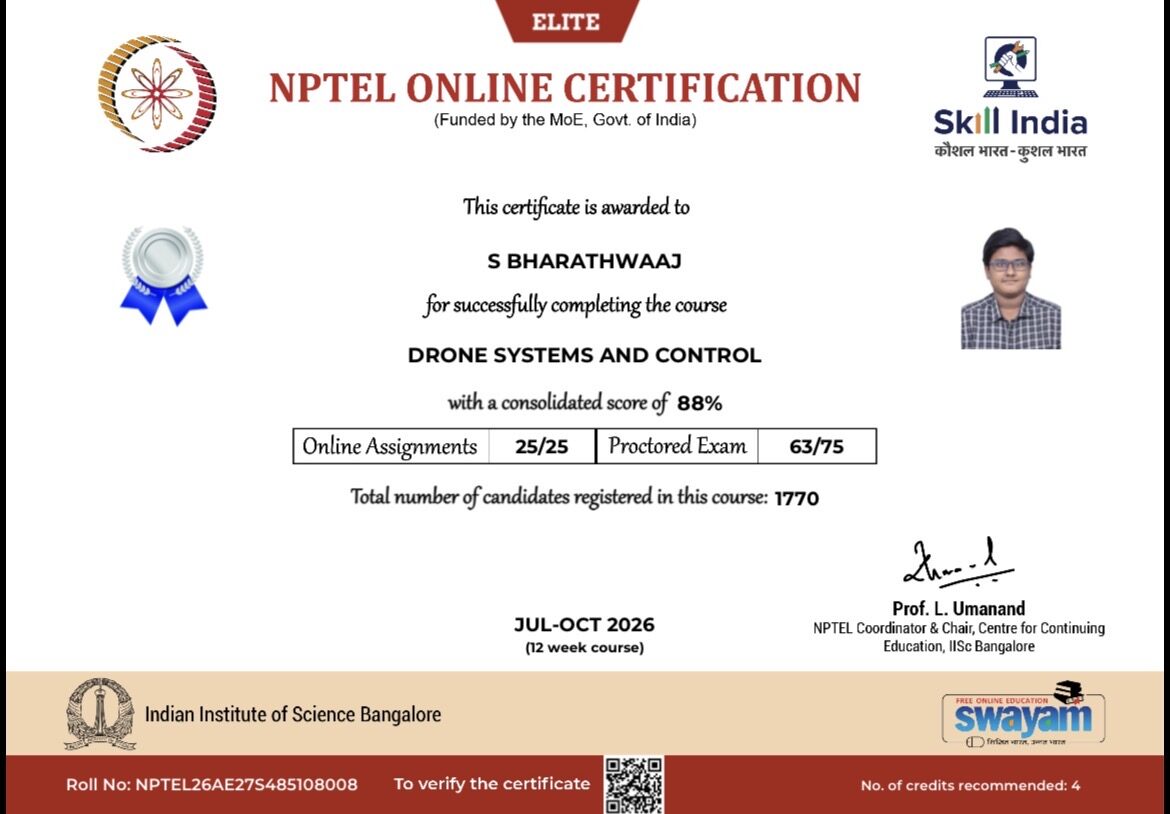 ELITE
NPTEL ONLINE CERTIFICATION
(Funded by the MoE, Govt. of India)
Skill India
कौशल भारत-कुशल भारत
This certificate is awarded to
S BHARATHWAAJ
for successfully completing the course
DRONE SYSTEMS AND CONTROL
with a consolidated score of 88%
Online Assignments 25/25 Proctored Exam 63/75
Total number of candidates registered in this course: 1770
Prof. L. Umanand
NPTEL Coordinator & Chair, Centre for Continuing
Education, IISc Bangalore
JUL-OCT 2026
(12 week course)
Indian Institute of Science Bangalore
FREE ONLINE EDUCATION
swayam
शिक्षित भारत, उन्नत भारत
Roll No: NPTEL26AE27S485108008
To verify the certificate
No. of credits recommended: 4